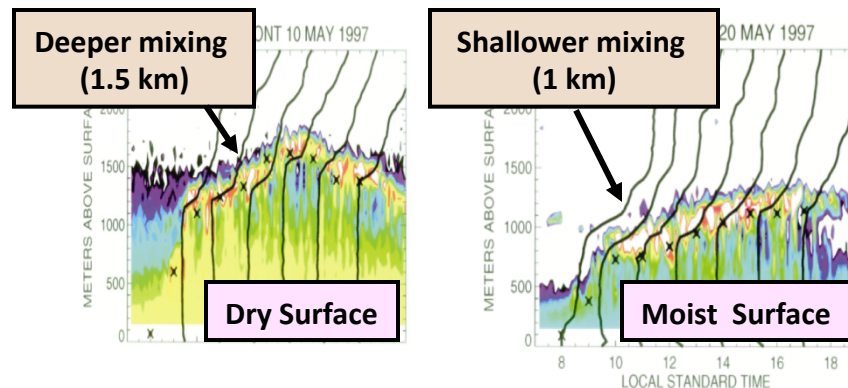 Deeper mixing
(1.5 km)
ONT 10 MAY 1997
Shallower mixing
(1 km)
20 MAY 1997
METERS ABOVE SURFA
2000
1500
1000
500
0
Dry Surface
METERS ABOVE SURFA
1500
1000
500
0
Moist Surface
8 10 12 14 16 18
LOCAL STANDARD TIME